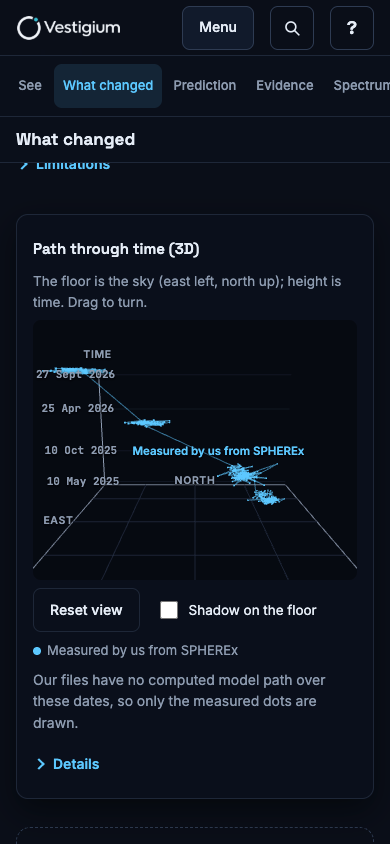 Vestigium
Menu
?
See
What changed
Prediction
Evidence
Spectrum
What changed
Limitations
Path through time (3D)
The floor is the sky (east left, north up); height is
time. Drag to turn.
TIME
27 Sept 2026
25 Apr 2026
10 Oct 2025
Measured by us from SPHEREx
10 May 2025
NORTH
EAST
Reset view
Shadow on the floor
Measured by us from SPHEREx
Our files have no computed model path over
these dates, so only the measured dots are
drawn.
Details